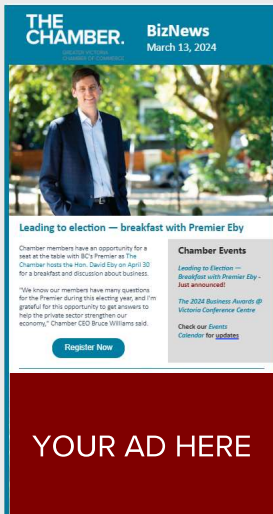 THE
CHAMBER.
GREATER VICTORIA
CHAMBER OF COMMERCE
BizNews
March 13, 2024
Leading to election — breakfast with Premier Eby
Chamber members have an opportunity for a
seat at the table with BC's Premier as The
Chamber hosts the Hon. David Eby on April 30
for a breakfast and discussion about business.
"We know our members have many questions
for the Premier during this electing year, and I'm
grateful for this opportunity to get answers to
help the private sector strengthen our
economy," Chamber CEO Bruce Williams said.
Register Now
Chamber Events
Leading to Election —
Breakfast with Premier Eby -
Just announced!
The 2024 Business Awards @
Victoria Conference Centre
Check our Events
Calendar for updates
YOUR AD HERE